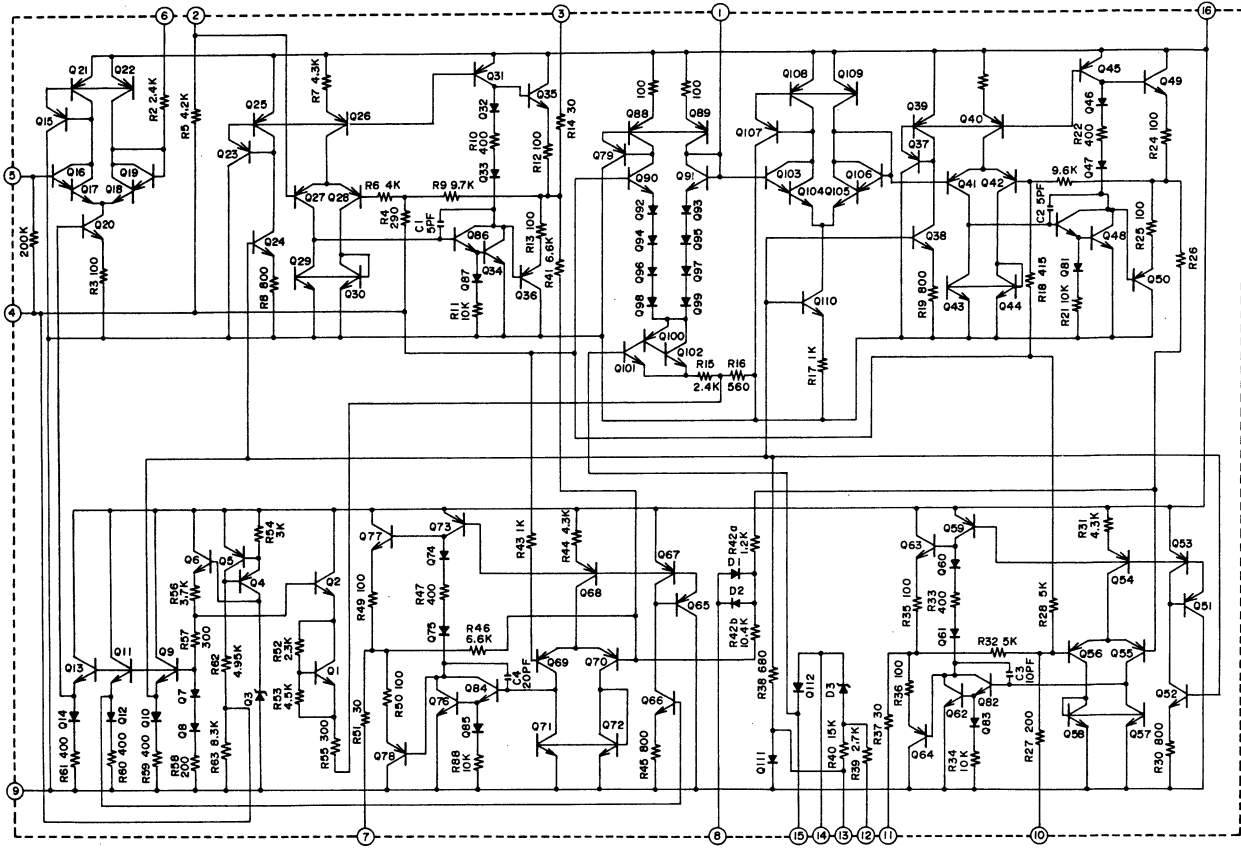 6 2 3 1 16
Q21 Q22 Q15 Q16 Q17 Q18 Q19 Q20
R2 2.4K
R5 4.2K
Q25 Q23 Q24
R7 4.3K
Q26 Q31 Q32
R10 400
Q33 Q35
R12 100
R14 30
100
Q88
100
Q89
Q79 Q90 Q91
Q108 Q109 Q107
Q103 Q104 Q105 Q106
Q39 Q37 Q38 Q40
Q45 Q46
R22 400
Q47 Q49
R24 100
5
200K
R3 100
R8 800
Q27 Q28
R6 4K
R9 9.7K
R4 290
C1 5PF
Q29 Q30
Q86 Q87 Q34
R11 10K
R13 100
Q36
R41 6.6K
Q92 Q93
Q94 Q95
Q96 Q97
Q98 Q99
Q100 Q101 Q102
R15 2.4K
R16 560
Q110
R17 1K
R19 800
Q41 Q42
9.6K
C2 5PF
Q43 Q44
R18 415
Q81 Q48
R21 10K
R25 100
Q50
R26
4
R54 3K
Q6 Q5 Q4 Q2
R56 3.7K
R57 300
Q13 Q11 Q9
Q7 Q8
R62 4.95K
Q3
R52 2.3K
Q1
R53 4.5K
R55 300
Q14 Q12 Q10
R61 400
R60 400
R59 400
R58 200
R63 8.3K
Q77 Q73 Q74
R49 100
R47 400
Q75
R46 6.6K
R43 1K
R44 4.3K
Q67 Q68 Q65
Q69 Q70
C4 20PF
R51 30
R50 100
Q76 Q84 Q85
Q78
R88 10K
Q71 Q72
Q66
R45 800
R42a 1.2K
D1
D2
R42b 10.4K
R38 680
Q112
D3
Q111
R40 15K
R39 2.7K
Q63 Q59 Q60
R35 100
R33 400
Q61
R28 5K
R32 5K
R31 4.3K
Q53 Q54 Q51
Q56 Q55
C3 10PF
R37 30
R36 100
Q62 Q82 Q83
Q64
R34 10K
R27 200
Q58 Q57
Q52
R30 800
9
7 8 15 14 13 12 11 10